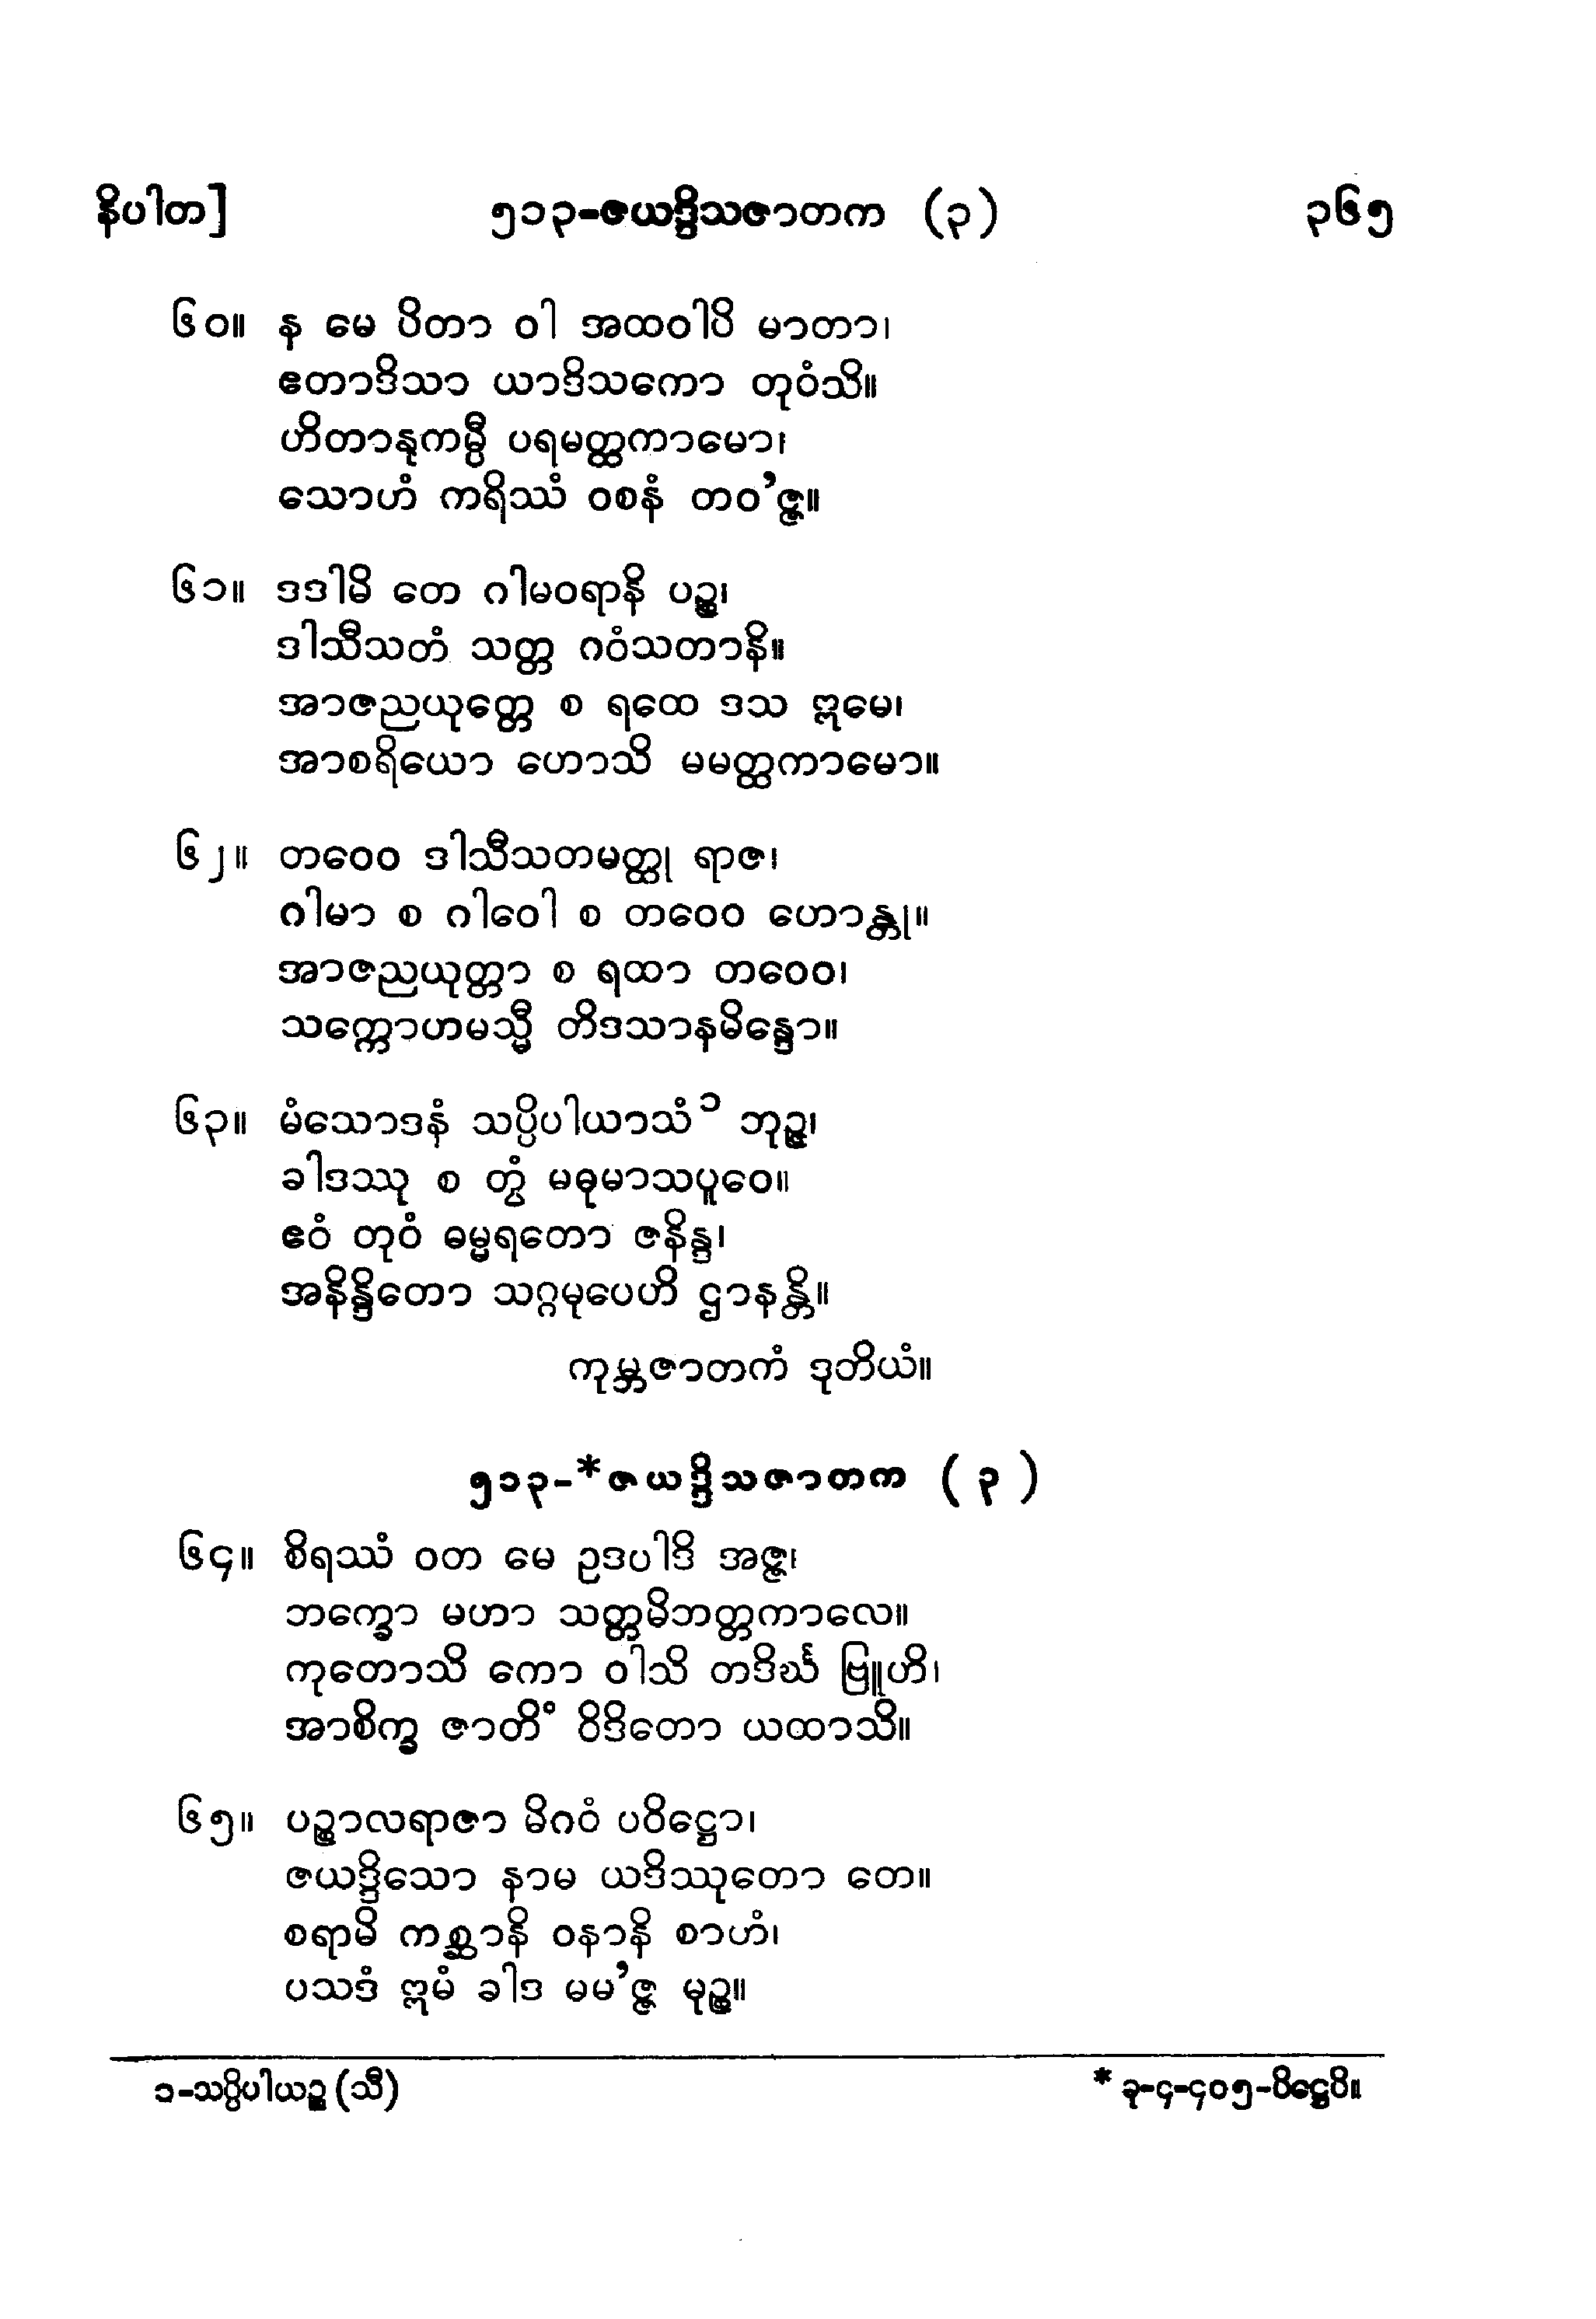 နိပါတ] ၅၁၃-ဇယဒ္ဒိသဇာတက (၃) ၃၆၅
၆၀။ န မေ ပိတာ ဝါ အထဝါပိ မာတာ၊
ဧတာဒိသာ ယာဒိသကော တုဝံသိ။
ဟိတာနုကမ္ပီ ပရမတ္ထကာမော၊
သောဟံ ကရိဿံ ဝစနံ တဝ’ဇ္ဇ။
၆၁။ ဒဒါမိ တေ ဂါမဝရာနိ ပဉ္စ၊
ဒါသီသတံ သတ္တ ဂဝံသတာနိ။
အာဇညယုတ္တေ စ ရထေ ဒသ ဣမေ၊
အာစရိယော ဟောသိ မမတ္ထကာမော။
၆၂။ တဝေဝ ဒါသီသတမတ္ထု ရာဇ၊
ဂါမာ စ ဂါဝေါ စ တဝေဝ ဟောန္တု။
အာဇညယုတ္တာ စ ရထာ တဝေဝ၊
သက္ကောဟမသ္မီ တိဒသာနမိန္ဒော။
၆၃။ မံသောဒနံ သပ္ပိပါယာသံ၁ ဘုဉ္ဇ၊
ခါဒဿု စ တွံ မဓုမာသပူဝေ။
ဧဝံ တုဝံ ဓမ္မရတော ဇနိန္ဒ၊
အနိန္ဒိတော သဂ္ဂမုပေဟိ ဌာနန္တိ။
ကုမ္ဘဇာတကံ ဒုတိယံ။
၅၁၃-*ဇယဒ္ဒိသဇာတက (၃)
၆၄။ စိရဿံ ဝတ မေ ဥဒပါဒိ အဇ္ဇ၊
ဘက္ခော မဟာ သတ္တမိဘတ္တကာလေ။
ကုတောသိ ကော ဝါသိ တဒိင်္ဃ ဗြူဟိ၊
အာစိက္ခ ဇာတိံ ဝိဒိတော ယထာသိ။
၆၅။ ပဉ္စာလရာဇာ မိဂဝံ ပဝိဋ္ဌော၊
ဇယဒ္ဒိသော နာမ ယဒိဿုတော တေ။
စရာမိ ကစ္ဆာနိ ဝနာနိ စာဟံ၊
ပသဒံ ဣမံ ခါဒ မမ’ဇ္ဇ မုဉ္စ။
၁-သပ္ပိပါယဉ္စ (သီ) * ခု-၄-၄၀၅-ပိဋ္ဌေပိ။